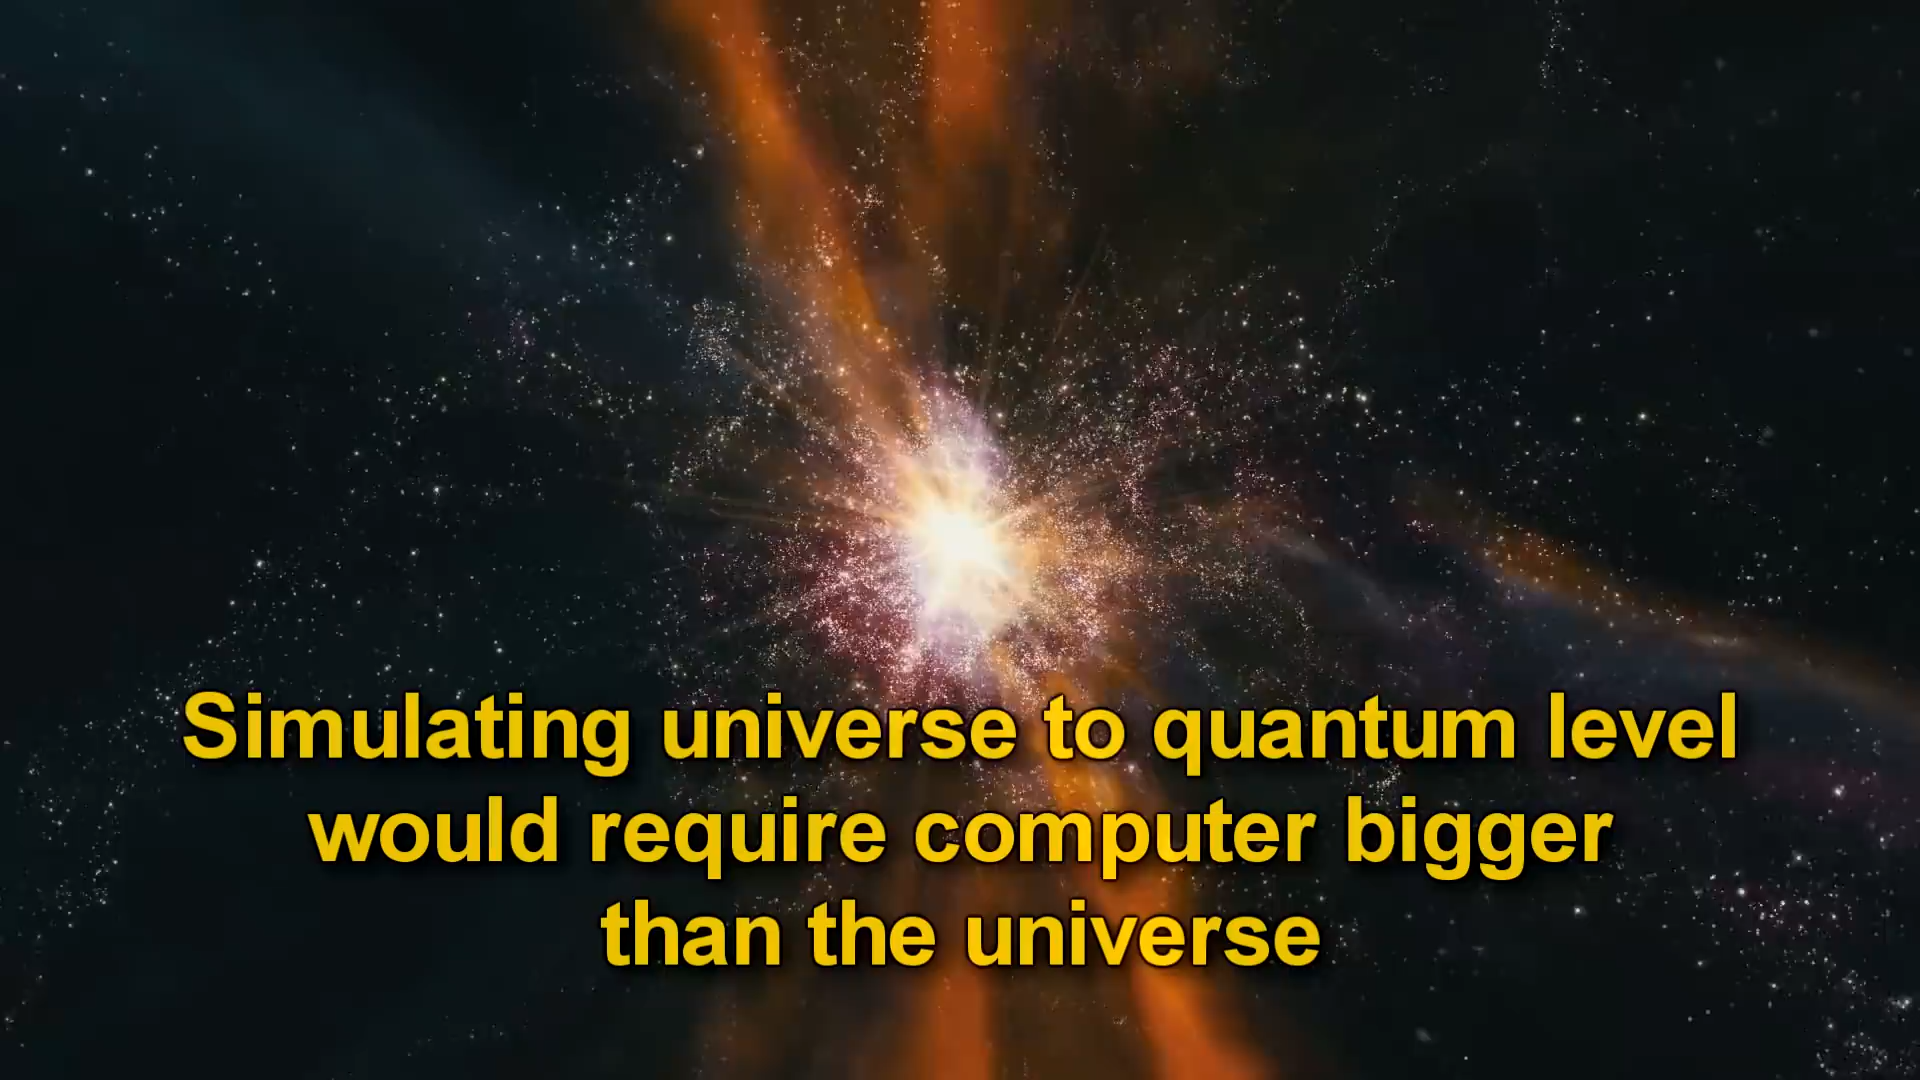 Simulating universe to quantum level
would require computer bigger
than the universe